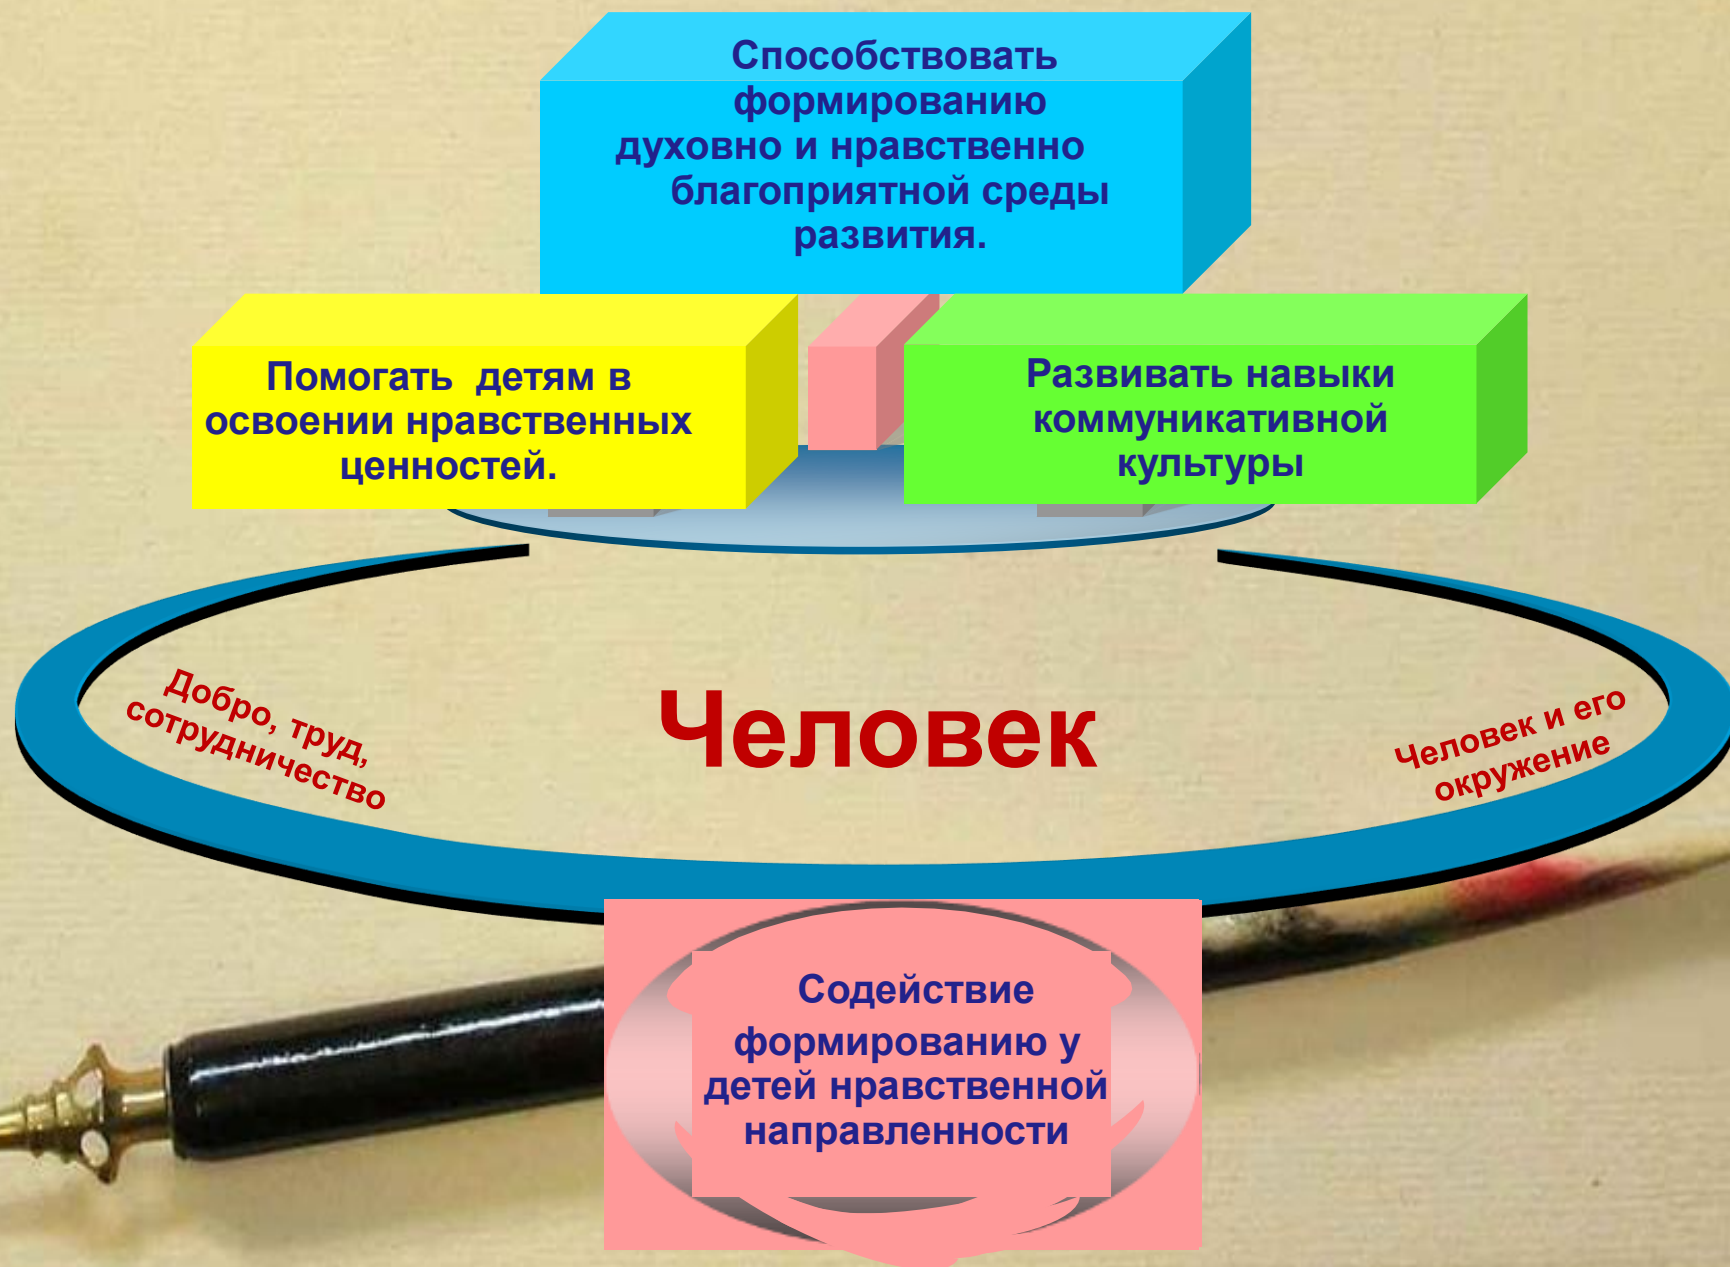 Способствовать
формированию
духовно и нравственно
благоприятной среды
развития.
Помогать детям в
освоении нравственных
ценностей.
Развивать навыки
коммуникативной
культуры
Добро, труд,
сотрудничество
Человек
Человек и его
окружение
Содействие
формированию у
детей нравственной
направленности